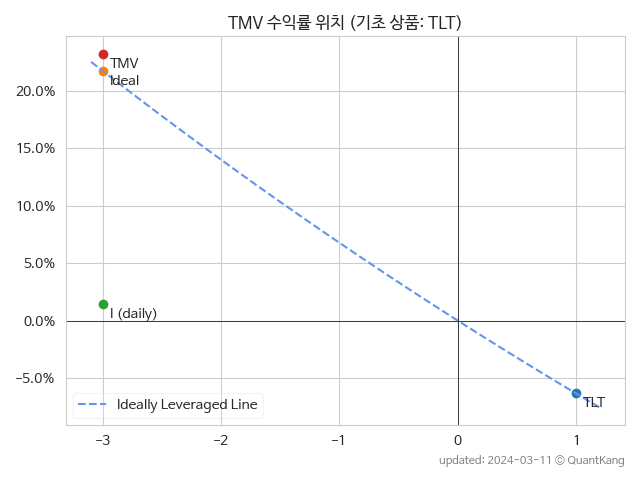 TMV 수익률 위치 (기초 상품: TLT)
TMV
Ideal
20.0%
15.0%
10.0%
5.0%
I (daily)
0.0%
−5.0%
TLT
Ideally Leveraged Line
−3
−2
−1
0
1
updated: 2024-03-11 © QuantKang